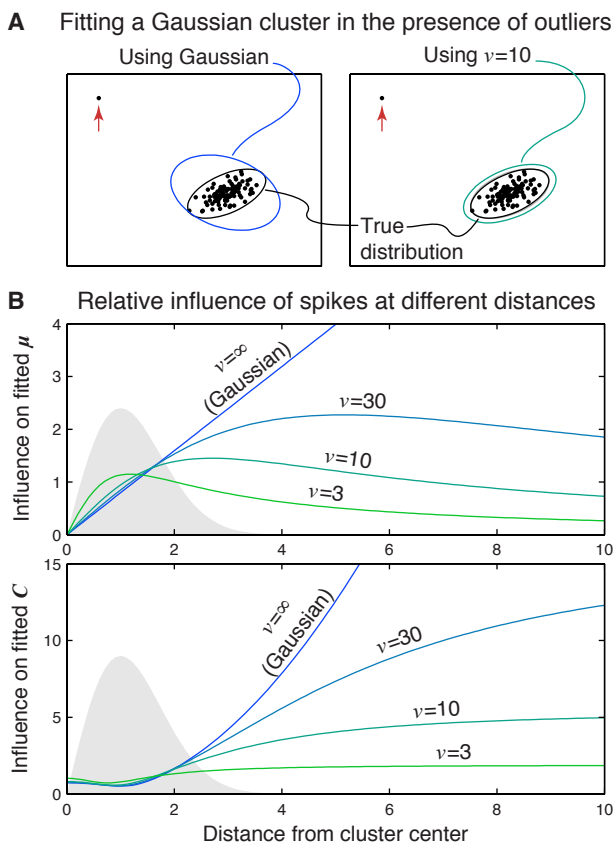 A Fitting a Gaussian cluster in the presence of outliers
Using Gaussian
Using ν=10
True
distribution
B Relative influence of spikes at different distances
Influence on fitted μ
4
3
2
1
0
ν=∞
(Gaussian)
ν=30
ν=10
ν=3
0 2 4 6 8 10
Influence on fitted C
15
10
5
0
ν=∞
(Gaussian)
ν=30
ν=10
ν=3
0 2 4 6 8 10
Distance from cluster center